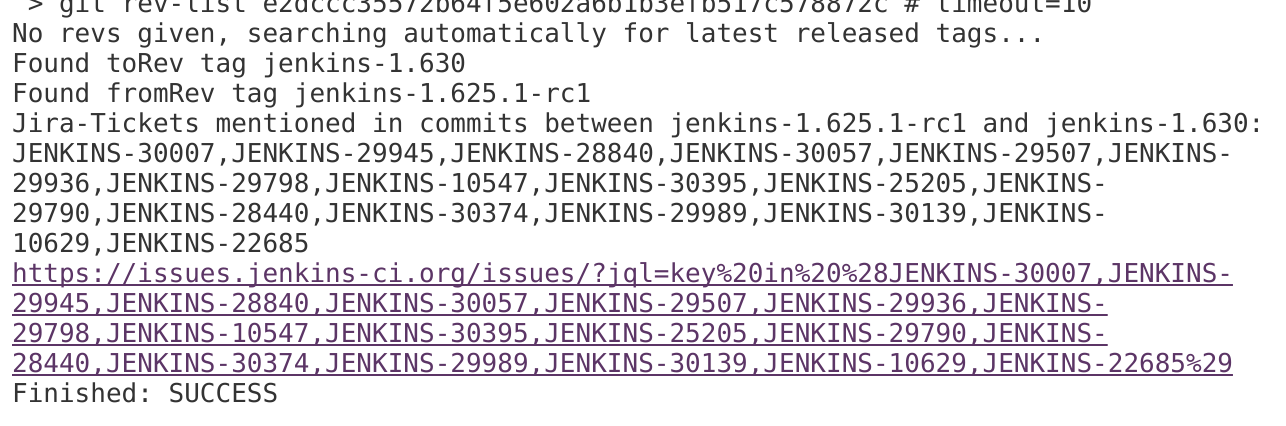 > git rev-list e2dccc35572b64f5e602a6b1b3efb517c578872c # timeout=10
No revs given, searching automatically for latest released tags...
Found toRev tag jenkins-1.630
Found fromRev tag jenkins-1.625.1-rc1
Jira-Tickets mentioned in commits between jenkins-1.625.1-rc1 and jenkins-1.630:
JENKINS-30007,JENKINS-29945,JENKINS-28840,JENKINS-30057,JENKINS-29507,JENKINS-
29936,JENKINS-29798,JENKINS-10547,JENKINS-30395,JENKINS-25205,JENKINS-
29790,JENKINS-28440,JENKINS-30374,JENKINS-29989,JENKINS-30139,JENKINS-
10629,JENKINS-22685
https://issues.jenkins-ci.org/issues/?jql=key%20in%20%28JENKINS-30007,JENKINS-
29945,JENKINS-28840,JENKINS-30057,JENKINS-29507,JENKINS-29936,JENKINS-
29798,JENKINS-10547,JENKINS-30395,JENKINS-25205,JENKINS-29790,JENKINS-
28440,JENKINS-30374,JENKINS-29989,JENKINS-30139,JENKINS-10629,JENKINS-22685%29
Finished: SUCCESS